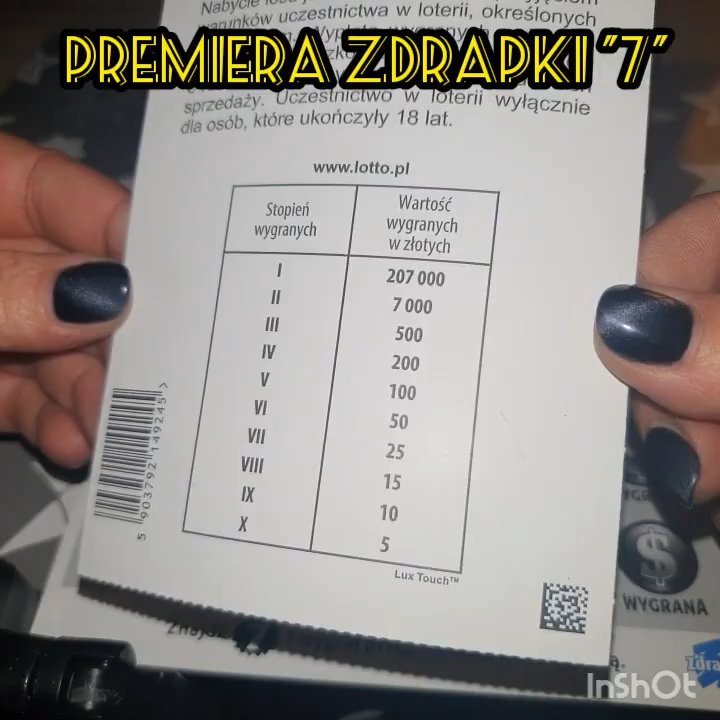 Nabycie
warunków uczestnictwa w loterii, określonych
PREMIERA ZDRAPKI "7"
sprzedaży. Uczestnictwo w loterii wyłącznie
dla osób, które ukończyły 18 lat.
www.lotto.pl
Stopień wygranych Wartość wygranych w złotych
I 207 000
II 7 000
III 500
IV 200
V 100
VI 50
VII 25
VIII 15
IX 10
X 5
Lux Touch™
5 903792 149245 >
$
WYGRANA
Znajdź
InShOt